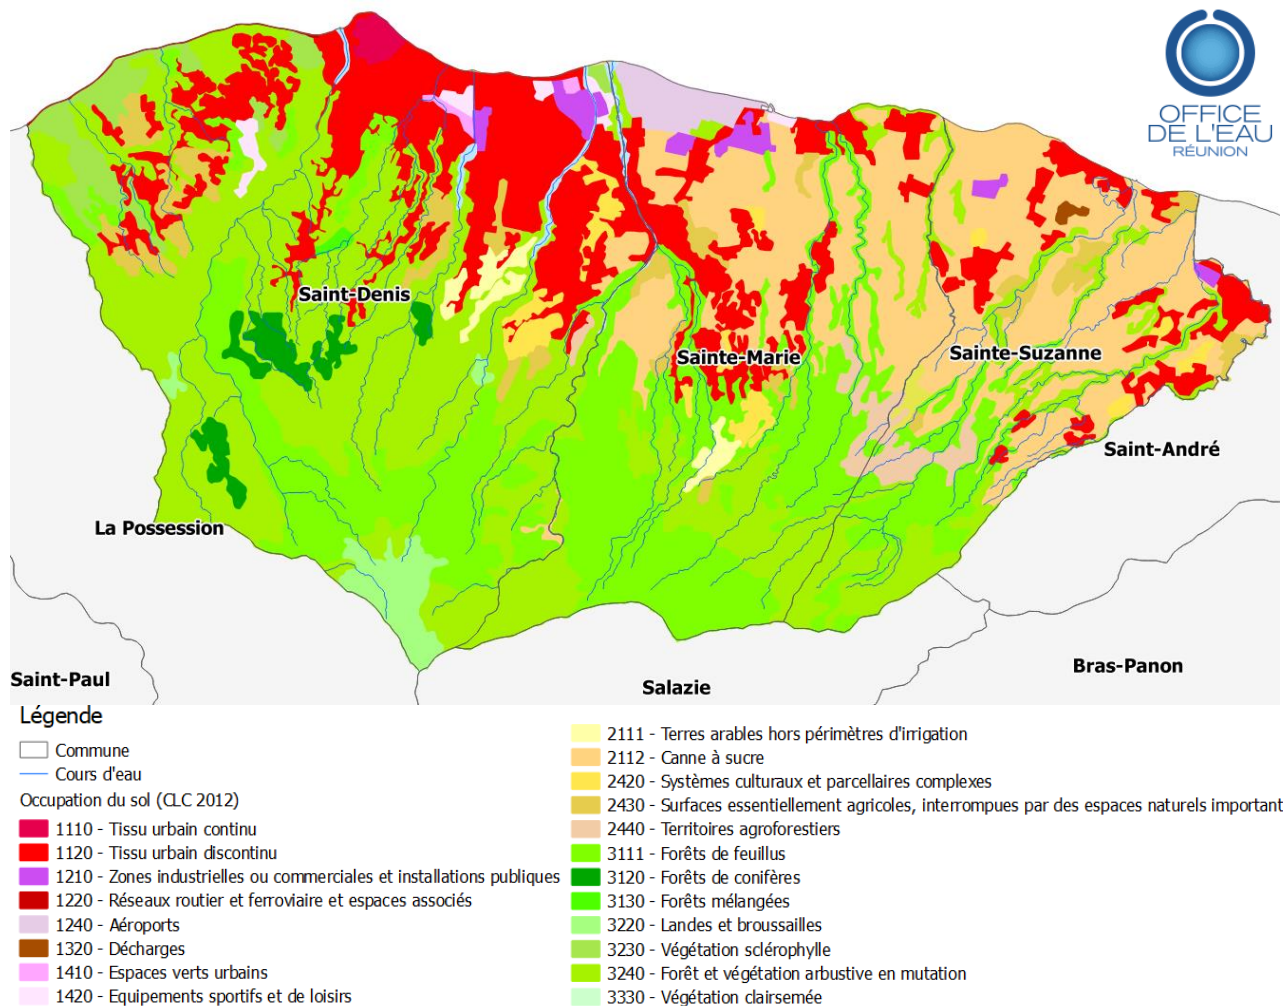 OFFICE
DE L'EAU
RÉUNION
Saint-Denis
Sainte-Marie
Sainte-Suzanne
Saint-André
La Possession
Saint-Paul
Salazie
Bras-Panon
Légende
Commune
Cours d'eau
Occupation du sol (CLC 2012)
1110 - Tissu urbain continu
1120 - Tissu urbain discontinu
1210 - Zones industrielles ou commerciales et installations publiques
1220 - Réseaux routier et ferroviaire et espaces associés
1240 - Aéroports
1320 - Décharges
1410 - Espaces verts urbains
1420 - Equipements sportifs et de loisirs
2111 - Terres arables hors périmètres d'irrigation
2112 - Canne à sucre
2420 - Systèmes culturaux et parcellaires complexes
2430 - Surfaces essentiellement agricoles, interrompues par des espaces naturels important
2440 - Territoires agroforestiers
3111 - Forêts de feuillus
3120 - Forêts de conifères
3130 - Forêts mélangées
3220 - Landes et broussailles
3230 - Végétation sclérophylle
3240 - Forêt et végétation arbustive en mutation
3330 - Végétation clairsemée